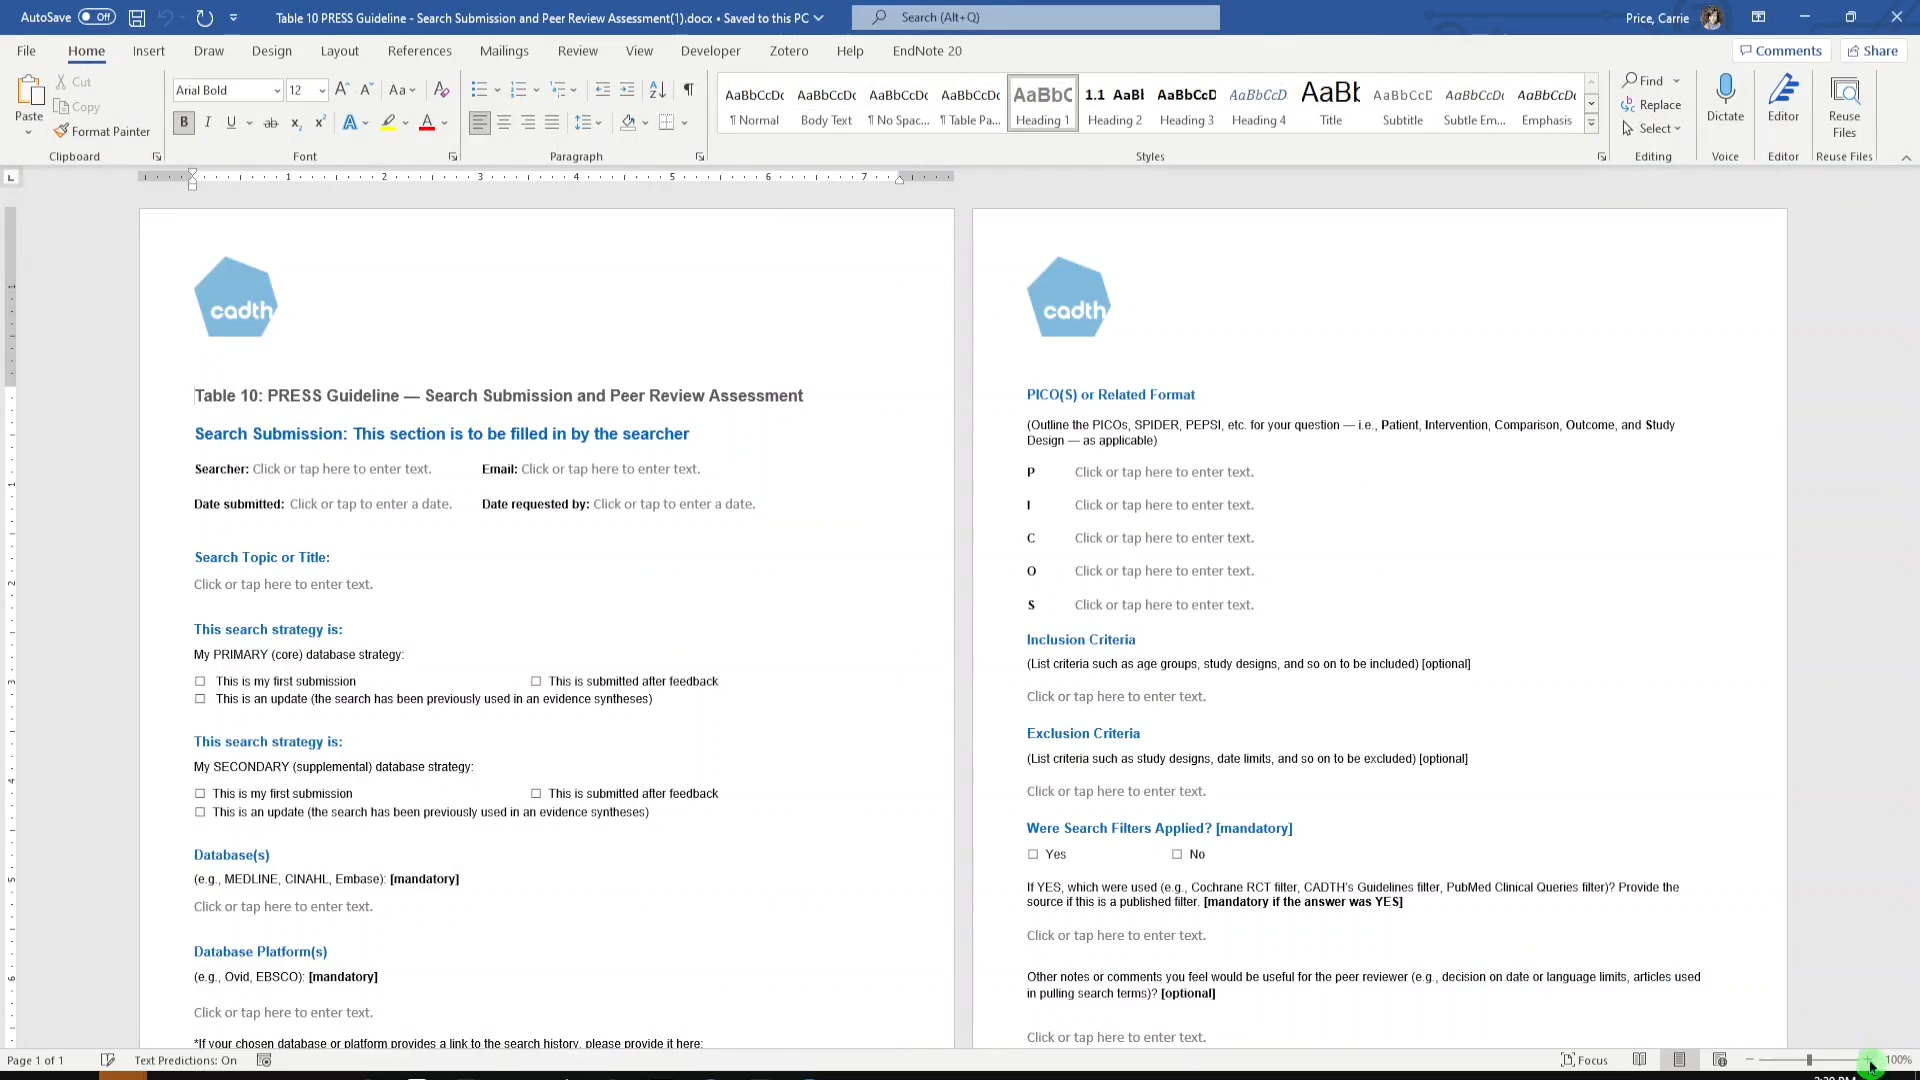 AutoSave Off
Table 10 PRESS Guideline - Search Submission and Peer Review Assessment(1).docx • Saved to this PC
Search (Alt+Q)
Price, Carrie
File Home Insert Draw Design Layout References Mailings Review View Developer Zotero Help EndNote 20
Comments Share
Paste
Cut
Copy
Format Painter
Clipboard
Arial Bold 12
Font
Paragraph
AaBbCcDc AaBbCcDc AaBbCcDc AaBbCcDc AaBbC 1.1 AaBl AaBbCcD AaBbCcD AaBb AaBbCcD AaBbCcDc AaBbCcDc
¶ Normal Body Text ¶ No Spac... ¶ Table Pa... Heading 1 Heading 2 Heading 3 Heading 4 Title Subtitle Subtle Em... Emphasis
Styles
Find
Replace
Select
Editing
Dictate
Voice
Editor
Editor
Reuse
Files
Reuse Files
1 2 3 4 5 6 7
cadth
Table 10: PRESS Guideline — Search Submission and Peer Review Assessment
Search Submission: This section is to be filled in by the searcher
Searcher: Click or tap here to enter text. Email: Click or tap here to enter text.
Date submitted: Click or tap to enter a date. Date requested by: Click or tap to enter a date.
Search Topic or Title:
Click or tap here to enter text.
This search strategy is:
My PRIMARY (core) database strategy:
☐ This is my first submission ☐ This is submitted after feedback
☐ This is an update (the search has been previously used in an evidence syntheses)
This search strategy is:
My SECONDARY (supplemental) database strategy:
☐ This is my first submission ☐ This is submitted after feedback
☐ This is an update (the search has been previously used in an evidence syntheses)
Database(s)
(e.g., MEDLINE, CINAHL, Embase): [mandatory]
Click or tap here to enter text.
Database Platform(s)
(e.g., Ovid, EBSCO): [mandatory]
Click or tap here to enter text.
*If your chosen database or platform provides a link to the search history, please provide it here:
cadth
PICO(S) or Related Format
(Outline the PICOs, SPIDER, PEPSI, etc. for your question — i.e., Patient, Intervention, Comparison, Outcome, and Study
Design — as applicable)
P Click or tap here to enter text.
I Click or tap here to enter text.
C Click or tap here to enter text.
O Click or tap here to enter text.
S Click or tap here to enter text.
Inclusion Criteria
(List criteria such as age groups, study designs, and so on to be included) [optional]
Click or tap here to enter text.
Exclusion Criteria
(List criteria such as study designs, date limits, and so on to be excluded) [optional]
Click or tap here to enter text.
Were Search Filters Applied? [mandatory]
☐ Yes ☐ No
If YES, which were used (e.g., Cochrane RCT filter, CADTH's Guidelines filter, PubMed Clinical Queries filter)? Provide the
source if this is a published filter. [mandatory if the answer was YES]
Click or tap here to enter text.
Other notes or comments you feel would be useful for the peer reviewer (e.g., decision on date or language limits, articles used
in pulling search terms)? [optional]
Click or tap here to enter text.
Page 1 of 1 Text Predictions: On Focus 100%